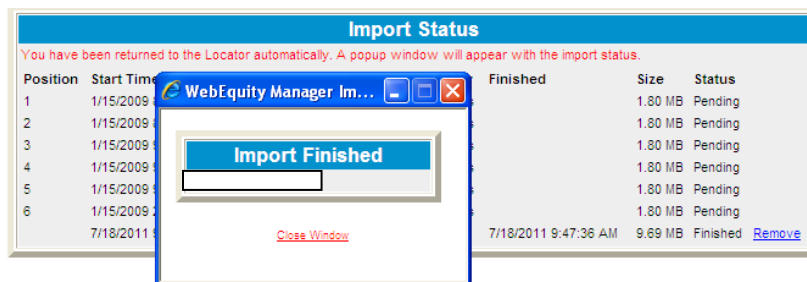 Import Status
You have been returned to the Locator automatically. A popup window will appear with the import status.
Position Start Time Finished Size Status
1 1/15/2009 1.80 MB Pending
2 1/15/2009 1.80 MB Pending
3 1/15/2009 1.80 MB Pending
4 1/15/2009 1.80 MB Pending
5 1/15/2009 1.80 MB Pending
6 1/15/2009 1.80 MB Pending
7/18/2011 7/18/2011 9:47:36 AM 9.69 MB Finished Remove
WebEquity Manager Im...
Import Finished
Close Window